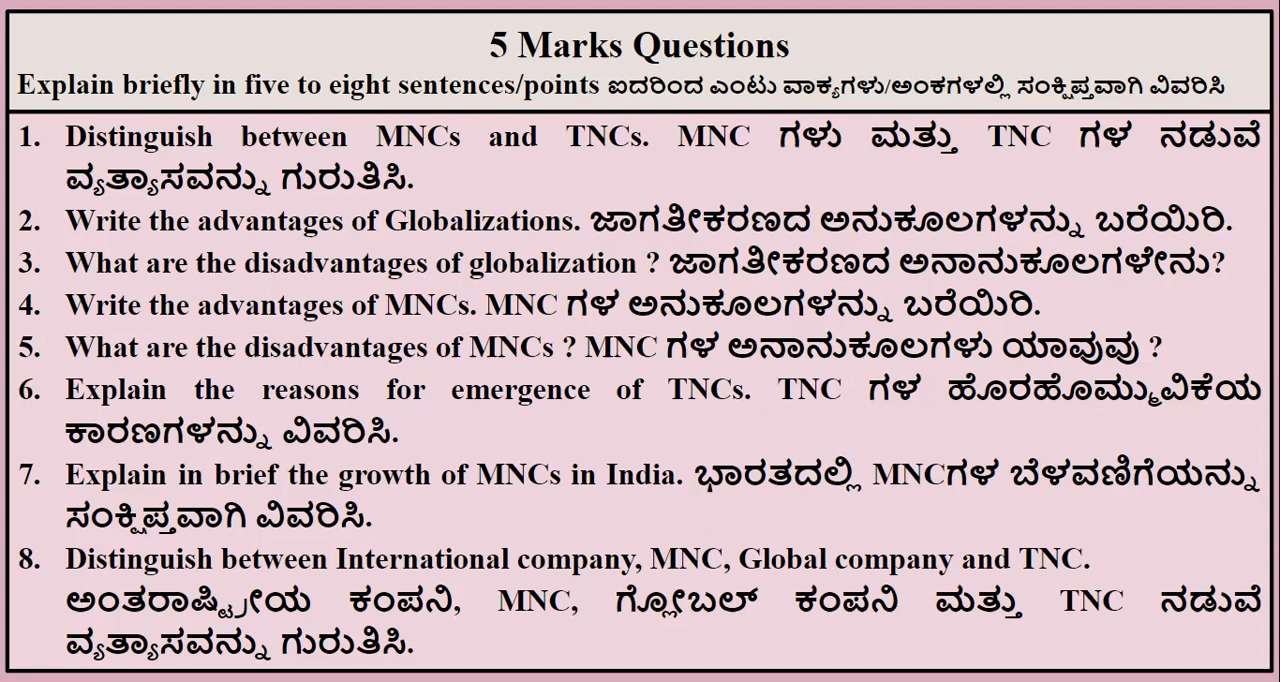 5 Marks Questions
Explain briefly in five to eight sentences/points ಐದರಿಂದ ಎಂಟು ವಾಕ್ಯಗಳು/ಅಂಕಗಳಲ್ಲಿ ಸಂಕ್ಷಿಪ್ತವಾಗಿ ವಿವರಿಸಿ
1. Distinguish between MNCs and TNCs. MNC ಗಳು ಮತ್ತು TNC ಗಳ ನಡುವೆ
ವ್ಯತ್ಯಾಸವನ್ನು ಗುರುತಿಸಿ.
2. Write the advantages of Globalizations. ಜಾಗತೀಕರಣದ ಅನುಕೂಲಗಳನ್ನು ಬರೆಯಿರಿ.
3. What are the disadvantages of globalization ? ಜಾಗತೀಕರಣದ ಅನಾನುಕೂಲಗಳೇನು?
4. Write the advantages of MNCs. MNC ಗಳ ಅನುಕೂಲಗಳನ್ನು ಬರೆಯಿರಿ.
5. What are the disadvantages of MNCs ? MNC ಗಳ ಅನಾನುಕೂಲಗಳು ಯಾವುವು ?
6. Explain the reasons for emergence of TNCs. TNC ಗಳ ಹೊರಹೊಮ್ಮುವಿಕೆಯ
ಕಾರಣಗಳನ್ನು ವಿವರಿಸಿ.
7. Explain in brief the growth of MNCs in India. ಭಾರತದಲ್ಲಿ MNCಗಳ ಬೆಳವಣಿಗೆಯನ್ನು
ಸಂಕ್ಷಿಪ್ತವಾಗಿ ವಿವರಿಸಿ.
8. Distinguish between International company, MNC, Global company and TNC.
ಅಂತರಾಷ್ಟ್ರೀಯ ಕಂಪನಿ, MNC, ಗ್ಲೋಬಲ್ ಕಂಪನಿ ಮತ್ತು TNC ನಡುವೆ
ವ್ಯತ್ಯಾಸವನ್ನು ಗುರುತಿಸಿ.